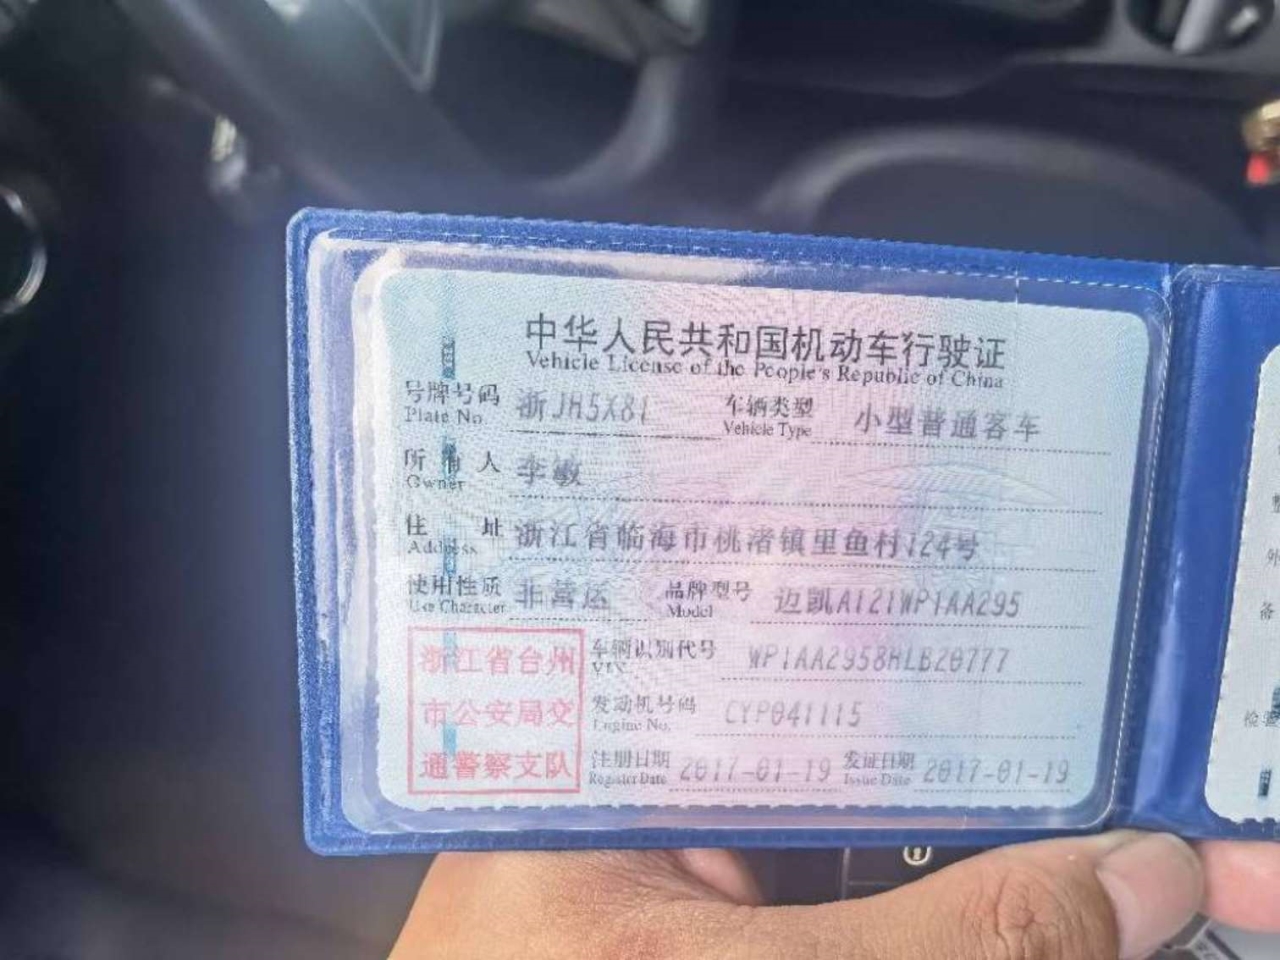 中华人民共和国机动车行驶证
Vehicle License of the People's Republic of China
号牌号码 浙JH5X81 车辆类型 小型普通客车
Plate No. Vehicle Type
所有人 李敏
Owner
住址 浙江省临海市桃渚镇里鱼村124号
Address
使用性质 非营运 品牌型号 迈凯A121WP1AA295
Use Character Model
浙江省台州
市公安局交
通警察支队
车辆识别代号 WP1AA2958HLB20777
VIN
发动机号码 CYP041115
Engine No.
注册日期 2017-01-19 发证日期 2017-01-19
Register Date Issue Date